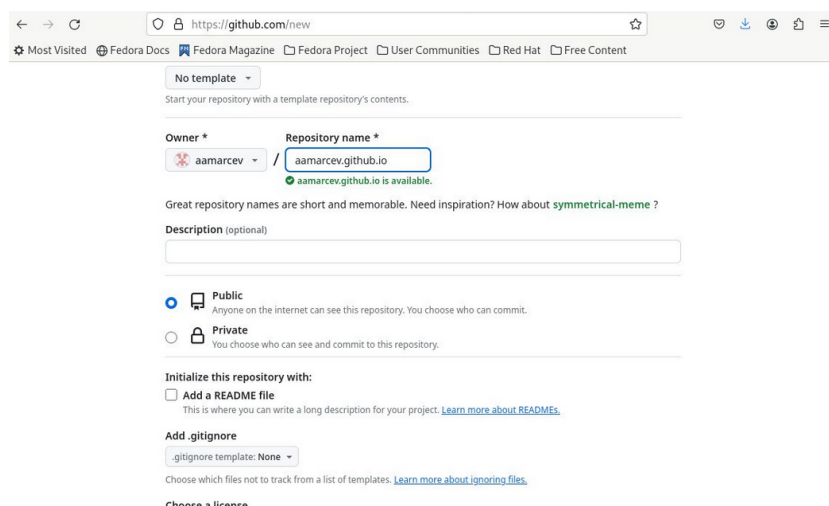 https://github.com/new
Most Visited Fedora Docs Fedora Magazine Fedora Project User Communities Red Hat Free Content
No template
Start your repository with a template repository's contents.
Owner * Repository name *
aamarcev / aamarcev.github.io
aamarcev.github.io is available.
Great repository names are short and memorable. Need inspiration? How about symmetrical-meme ?
Description (optional)
Public
Anyone on the internet can see this repository. You choose who can commit.
Private
You choose who can see and commit to this repository.
Initialize this repository with:
Add a README file
This is where you can write a long description for your project. Learn more about READMEs.
Add .gitignore
.gitignore template: None
Choose which files not to track from a list of templates. Learn more about ignoring files.
Choose a license